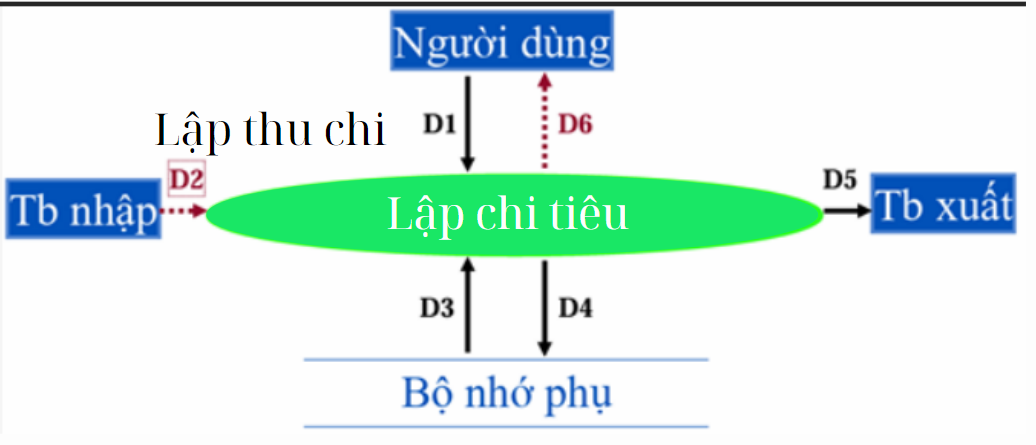 Người dùng
Lập thu chi
D1
D6
D2
D5
Tb nhập
Lập chi tiêu
Tb xuất
D3
D4
Bộ nhớ phụ